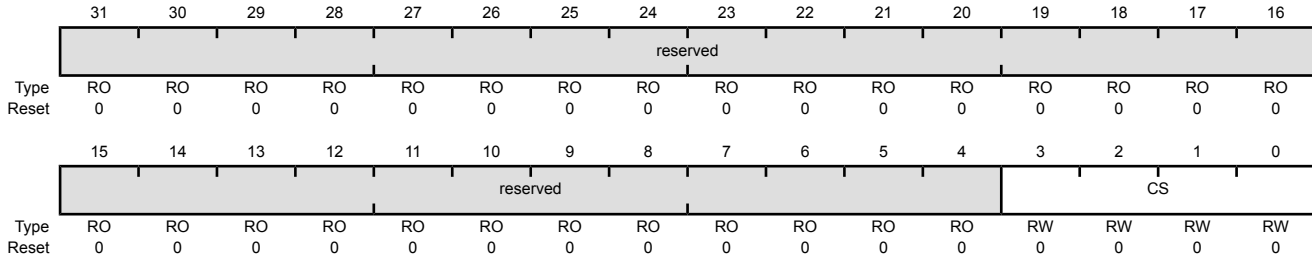 31 30 29 28 27 26 25 24 23 22 21 20 19 18 17 16
reserved
Type RO RO RO RO RO RO RO RO RO RO RO RO RO RO RO RO
Reset 0 0 0 0 0 0 0 0 0 0 0 0 0 0 0 0
15 14 13 12 11 10 9 8 7 6 5 4 3 2 1 0
reserved CS
Type RO RO RO RO RO RO RO RO RO RO RO RO RW RW RW RW
Reset 0 0 0 0 0 0 0 0 0 0 0 0 0 0 0 0